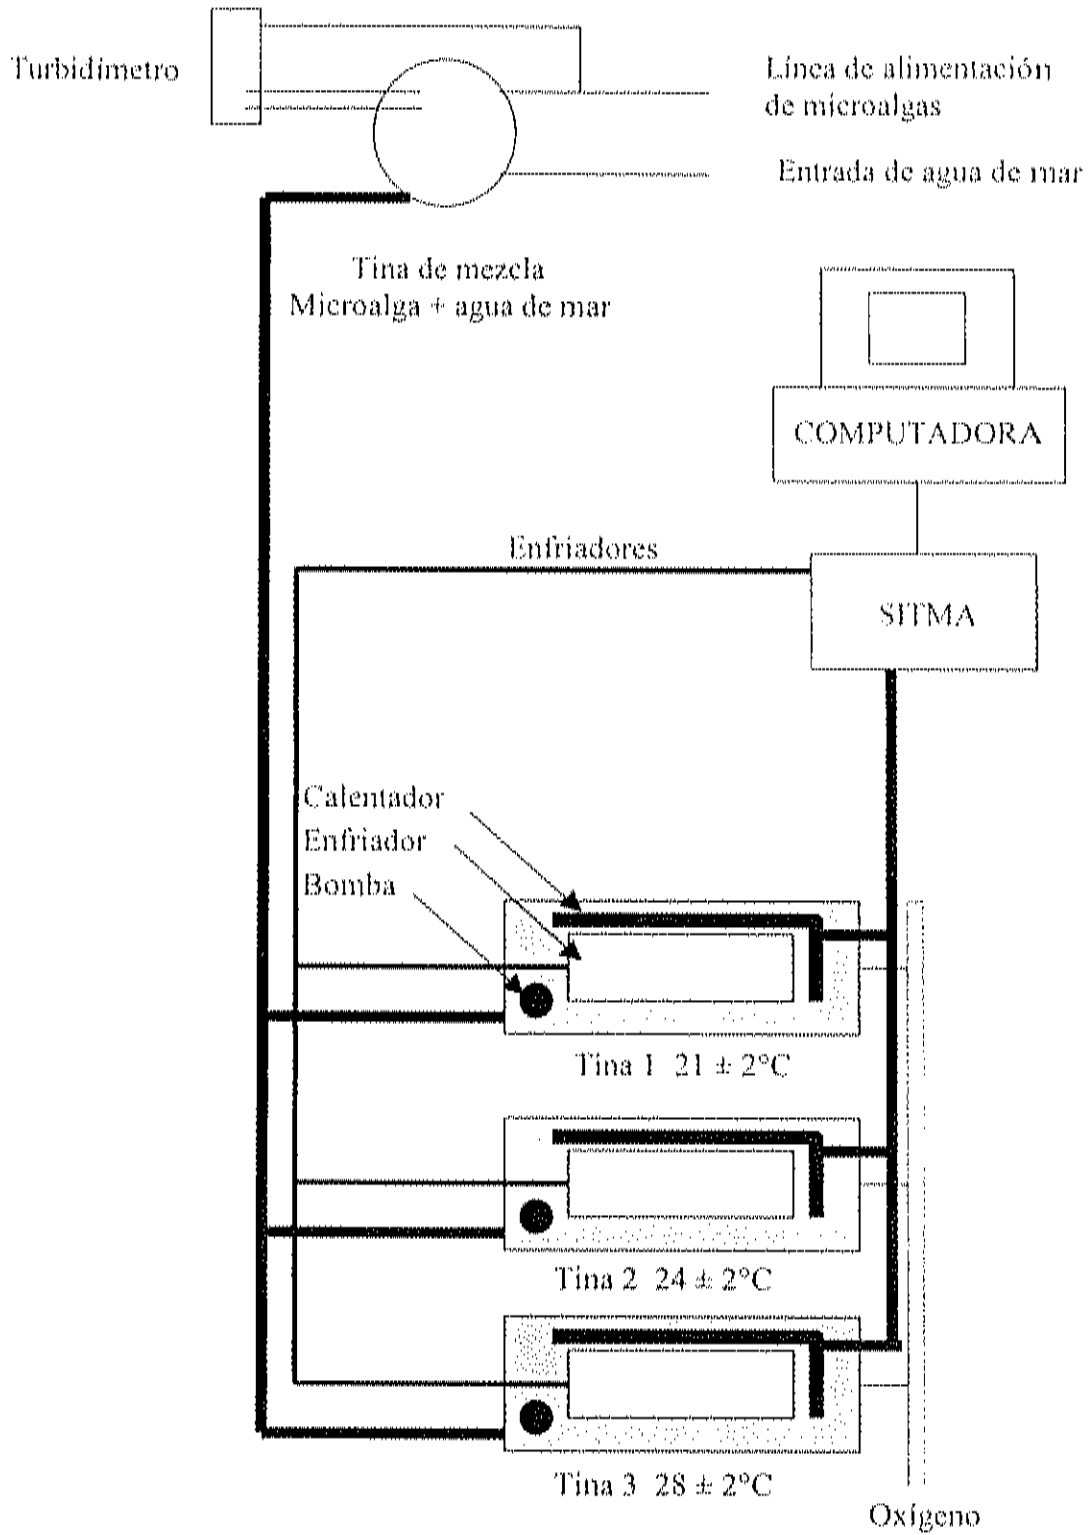 Turbidímetro
Línea de alimentación
de microalgas
Entrada de agua de mar
Tina de mezcla
Microalga + agua de mar
COMPUTADORA
Enfriadores
SITMA
Calentador
Enfriador
Bomba
Tina 1 21 ± 2°C
Tina 2 24 ± 2°C
Tina 3 28 ± 2°C
Oxígeno